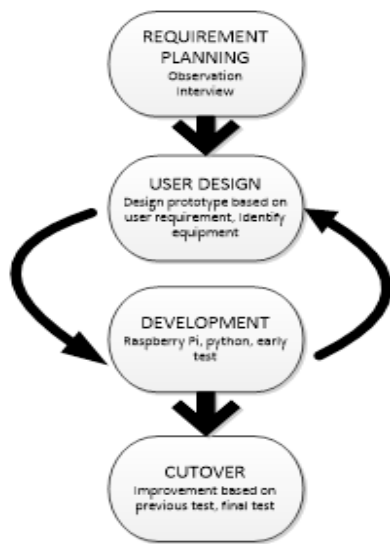 REQUIREMENT
PLANNING
Observation
Interview
USER DESIGN
Design prototype based on
user requirement, Identify
equipment
DEVELOPMENT
Raspberry Pi, python, early
test
CUTOVER
Improvement based on
previous test, final test